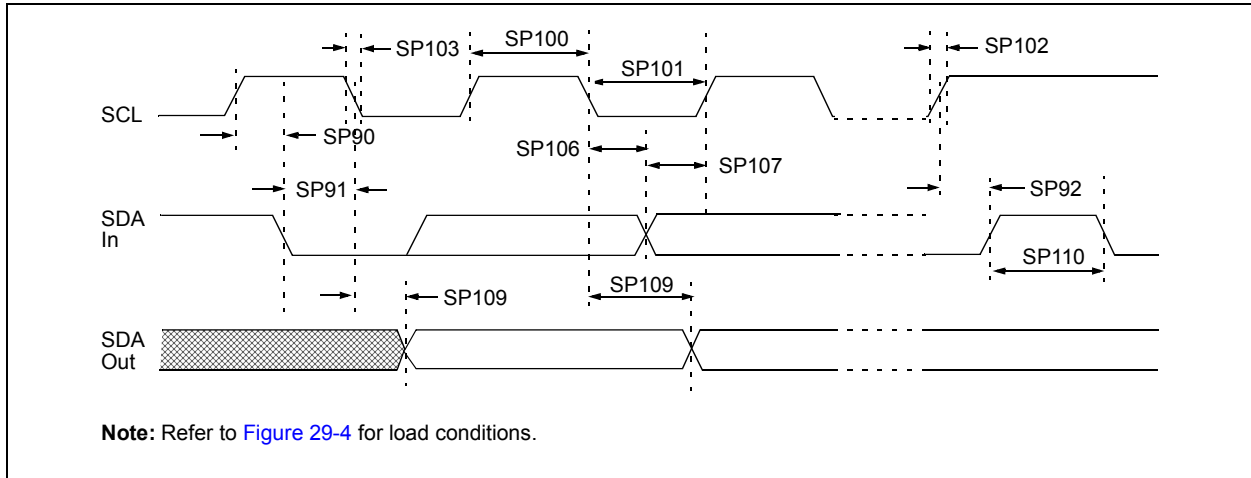 SP103
SP100
SP102
SP101
SCL
SP90
SP106
SP107
SP91
SP92
SDA
In
SP110
SP109
SP109
SDA
Out
Note: Refer to Figure 29-4 for load conditions.